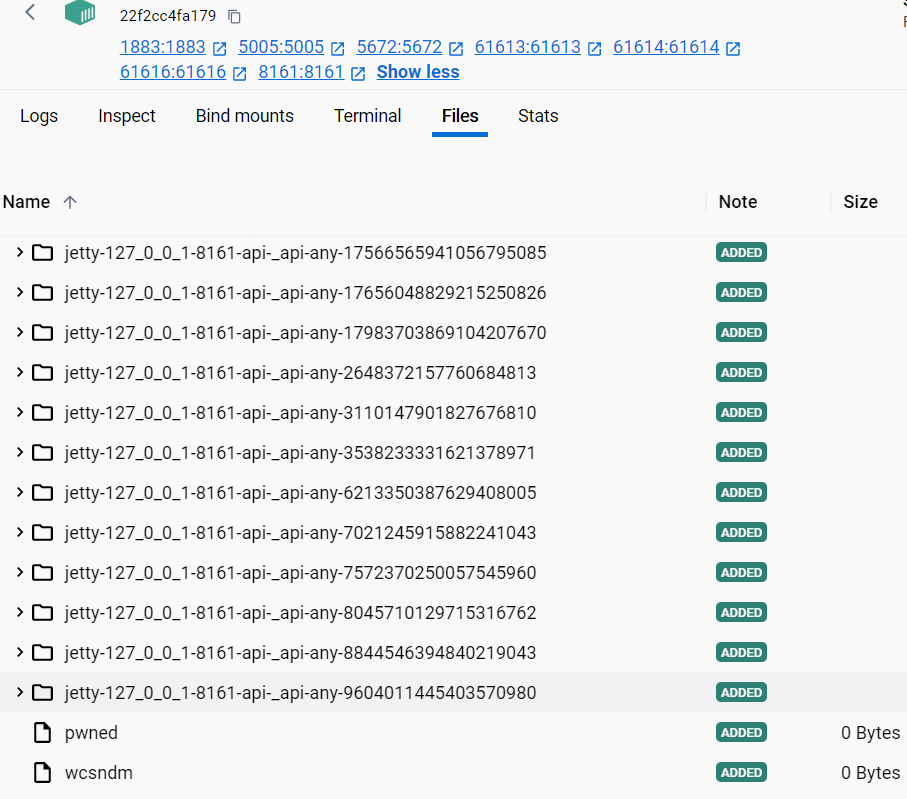 22f2cc4fa179
1883:1883 5005:5005 5672:5672 61613:61613 61614:61614
61616:61616 8161:8161 Show less
Logs Inspect Bind mounts Terminal Files Stats
Name Note Size
jetty-127_0_0_1-8161-api-_api-any-17566565941056795085 ADDED
jetty-127_0_0_1-8161-api-_api-any-17656048829215250826 ADDED
jetty-127_0_0_1-8161-api-_api-any-17983703869104207670 ADDED
jetty-127_0_0_1-8161-api-_api-any-2648372157760684813 ADDED
jetty-127_0_0_1-8161-api-_api-any-3110147901827676810 ADDED
jetty-127_0_0_1-8161-api-_api-any-3538233331621378971 ADDED
jetty-127_0_0_1-8161-api-_api-any-6213350387629408005 ADDED
jetty-127_0_0_1-8161-api-_api-any-7021245915882241043 ADDED
jetty-127_0_0_1-8161-api-_api-any-7572370250057545960 ADDED
jetty-127_0_0_1-8161-api-_api-any-8045710129715316762 ADDED
jetty-127_0_0_1-8161-api-_api-any-8844546394840219043 ADDED
jetty-127_0_0_1-8161-api-_api-any-9604011445403570980 ADDED
pwned ADDED 0 Bytes
wcsndm ADDED 0 Bytes